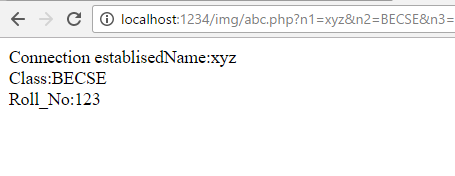 localhost:1234/img/abc.php?n1=xyz&n2=BECSE&n3=
Connection establisedName:xyz
Class:BECSE
Roll_No:123